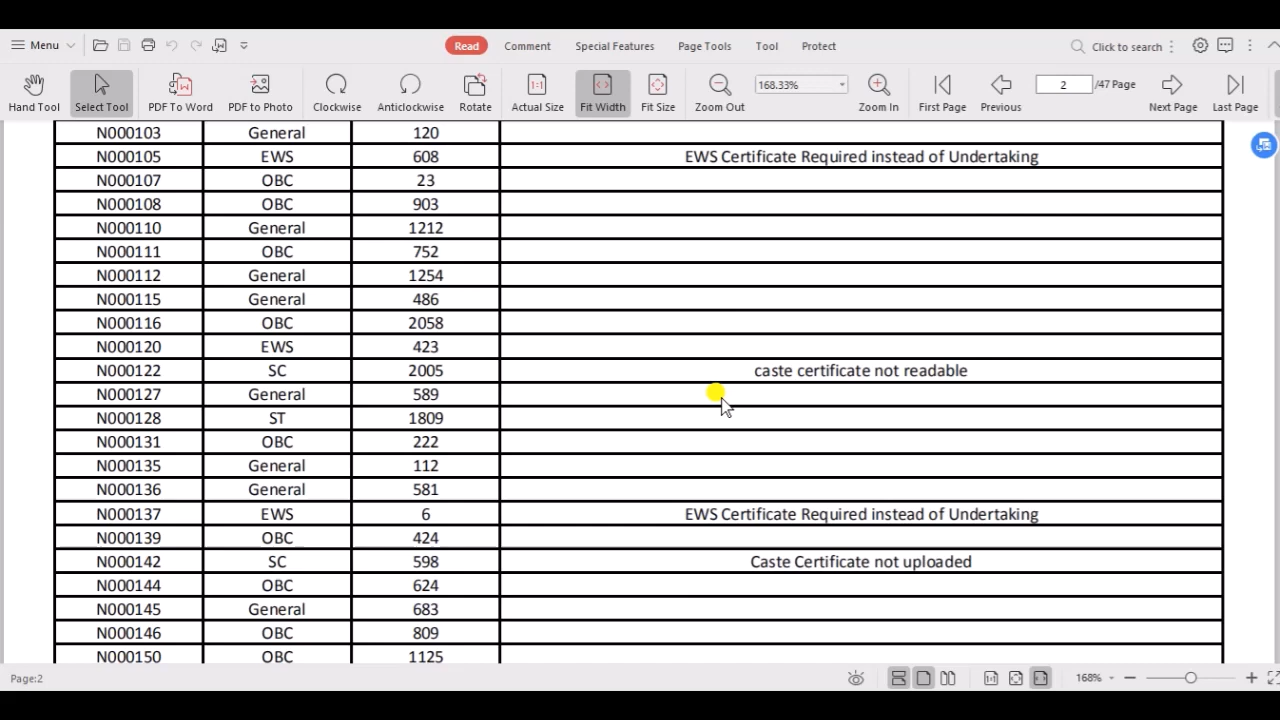 Menu
Read
Comment
Special Features
Page Tools
Tool
Protect
Click to search
Hand Tool
Select Tool
PDF To Word
PDF to Photo
Clockwise
Anticlockwise
Rotate
1:1
Actual Size
Fit Width
Fit Size
Zoom Out
168.33%
Zoom In
First Page
Previous
2 /47 Page
Next Page
Last Page
N000103 General 120
N000105 EWS 608 EWS Certificate Required instead of Undertaking
N000107 OBC 23
N000108 OBC 903
N000110 General 1212
N000111 OBC 752
N000112 General 1254
N000115 General 486
N000116 OBC 2058
N000120 EWS 423
N000122 SC 2005 caste certificate not readable
N000127 General 589
N000128 ST 1809
N000131 OBC 222
N000135 General 112
N000136 General 581
N000137 EWS 6 EWS Certificate Required instead of Undertaking
N000139 OBC 424
N000142 SC 598 Caste Certificate not uploaded
N000144 OBC 624
N000145 General 683
N000146 OBC 809
N000150 OBC 1125
Page:2
168%